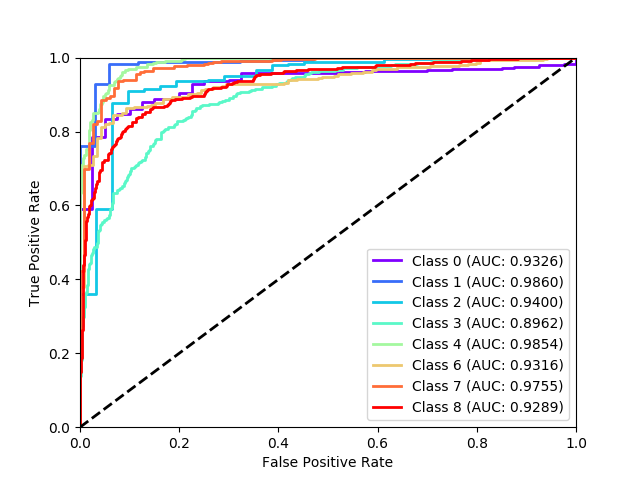 1.0
0.8
0.6
0.4
0.2
0.0
True Positive Rate
Class 0 (AUC: 0.9326)
Class 1 (AUC: 0.9860)
Class 2 (AUC: 0.9400)
Class 3 (AUC: 0.8962)
Class 4 (AUC: 0.9854)
Class 6 (AUC: 0.9316)
Class 7 (AUC: 0.9755)
Class 8 (AUC: 0.9289)
0.0 0.2 0.4 0.6 0.8 1.0
False Positive Rate